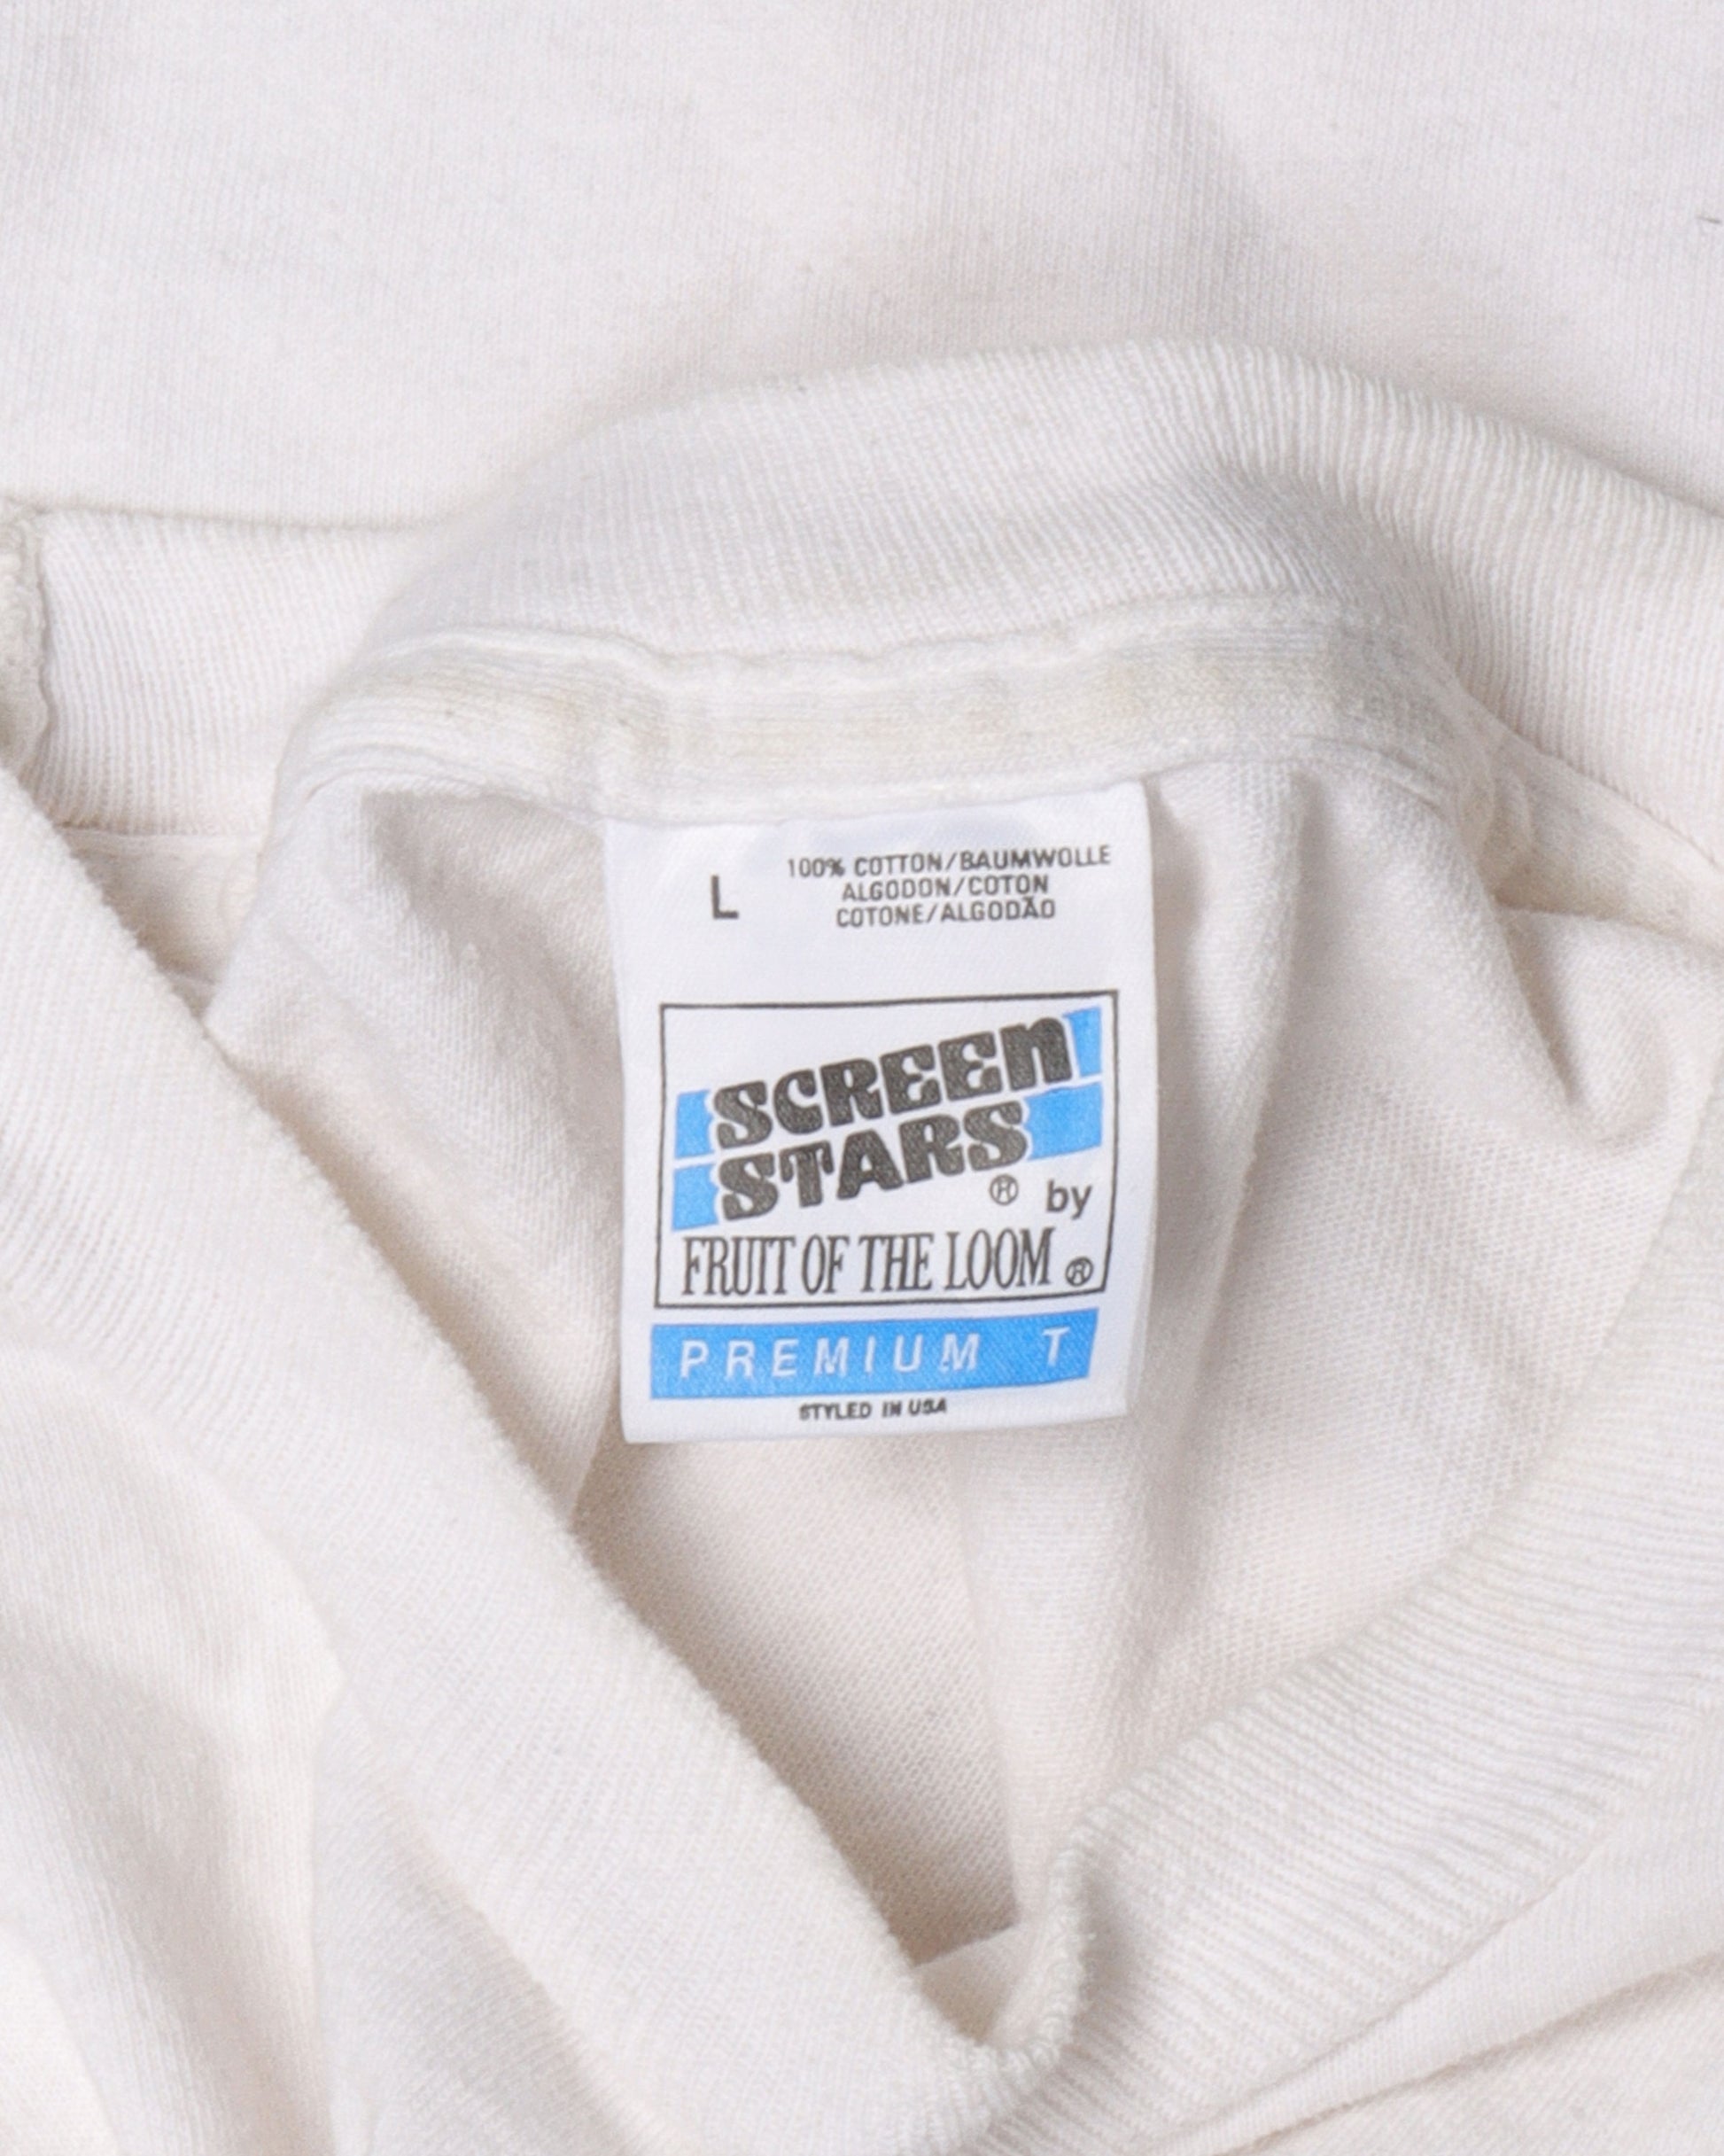 L
100% COTTON/BAUMWOLLE
ALGODON/COTON
COTONE/ALGODÃO
SCREEN
STARS
® by
FRUIT OF THE LOOM ®
PREMIUM T
STYLED IN USA